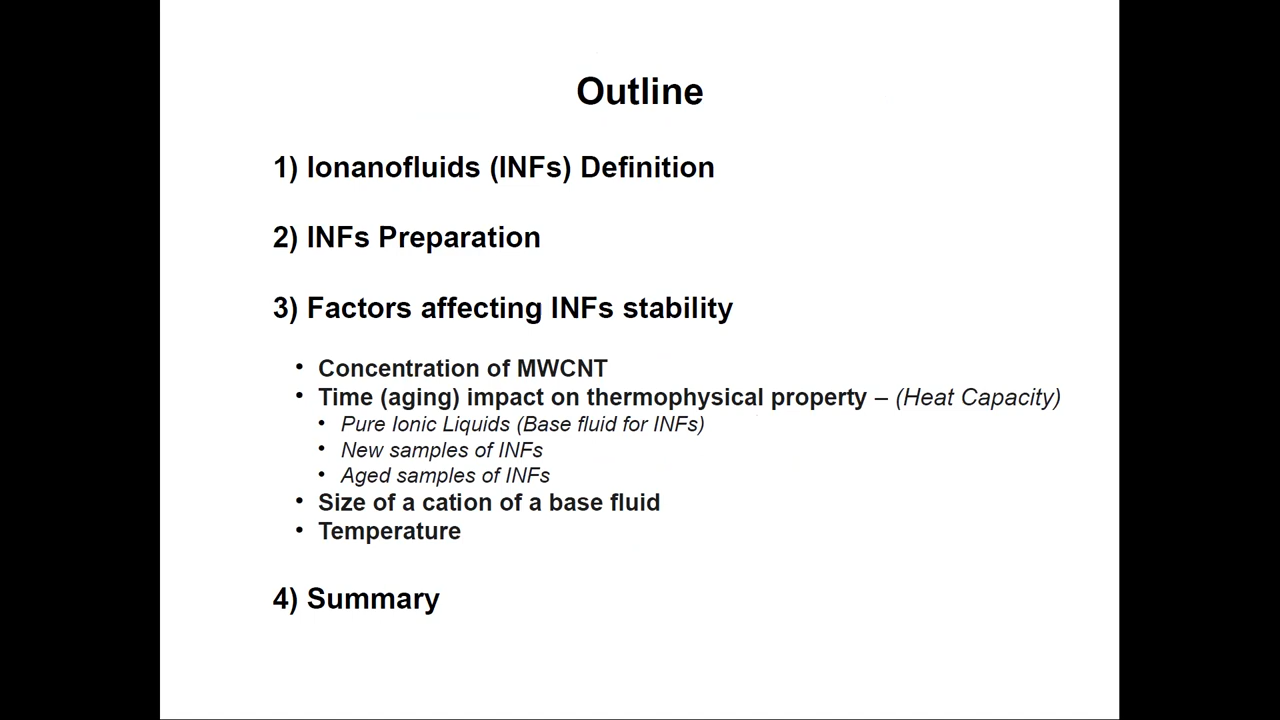 Outline
1) Ionanofluids (INFs) Definition
2) INFs Preparation
3) Factors affecting INFs stability
• Concentration of MWCNT
• Time (aging) impact on thermophysical property – (Heat Capacity)
• Pure Ionic Liquids (Base fluid for INFs)
• New samples of INFs
• Aged samples of INFs
• Size of a cation of a base fluid
• Temperature
4) Summary